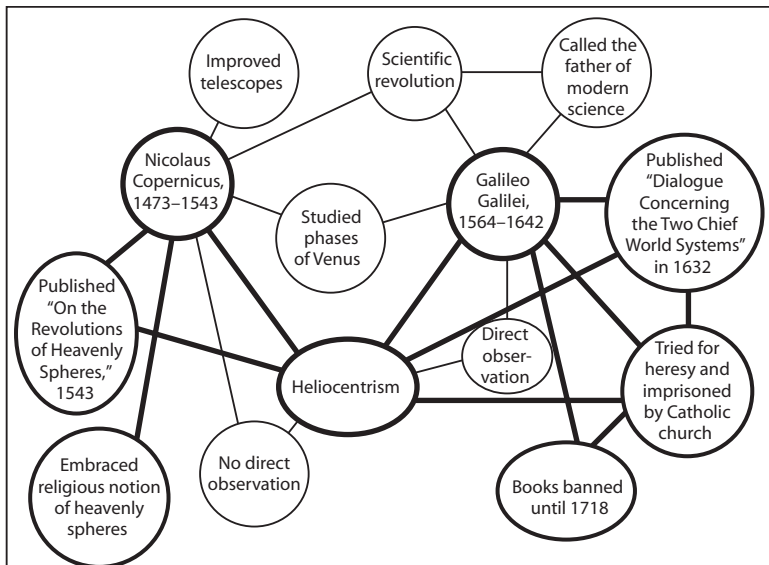 Improved
telescopes
Scientific
revolution
Called the
father of
modern
science
Nicolaus
Copernicus,
1473–1543
Galileo
Galilei,
1564–1642
Published
“Dialogue
Concerning
the Two Chief
World Systems”
in 1632
Studied
phases
of Venus
Published
“On the
Revolutions
of Heavenly
Spheres,”
1543
Heliocentrism
Direct
obser-
vation
Tried for
heresy and
imprisoned
by Catholic
church
Embraced
religious notion
of heavenly
spheres
No direct
observation
Books banned
until 1718